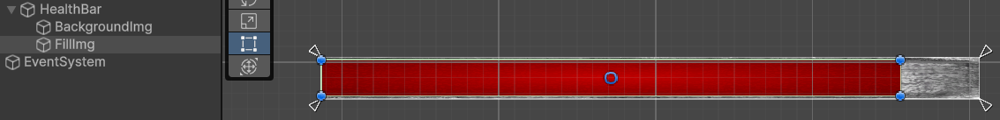 HealthBar
BackgroundImg
FillImg
EventSystem